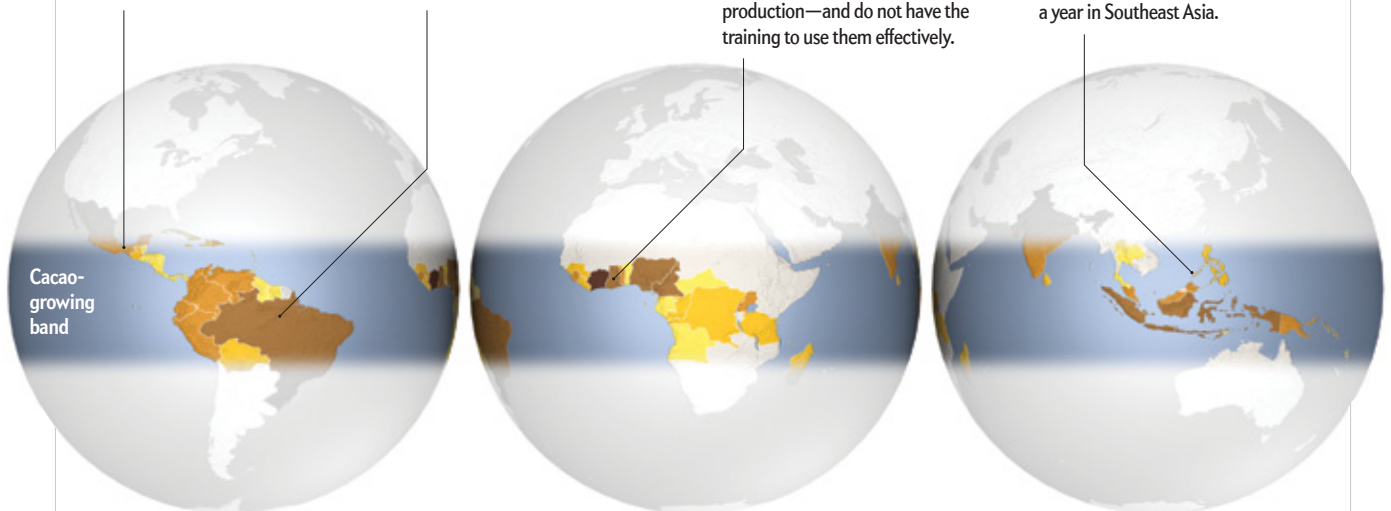 production—and do not have the
training to use them effectively.
a year in Southeast Asia.
Cacao-
growing
band